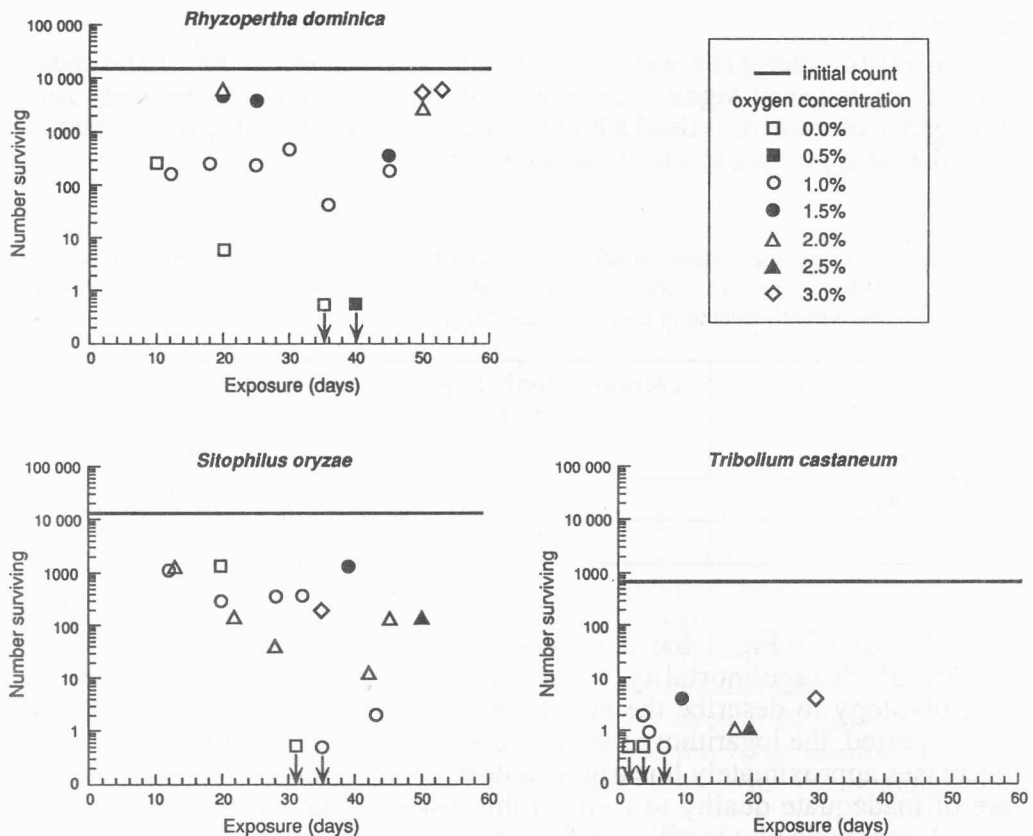 Rhyzopertha dominica
100 000
10 000
1000
100
10
1
0
Number surviving
0 10 20 30 40 50 60
Exposure (days)
initial count
oxygen concentration
0.0%
0.5%
1.0%
1.5%
2.0%
2.5%
3.0%
Sitophilus oryzae
100 000
10 000
1000
100
10
1
0
Number surviving
0 10 20 30 40 50 60
Exposure (days)
Tribolium castaneum
100 000
10 000
1000
100
10
1
0
Number surviving
0 10 20 30 40 50 60
Exposure (days)